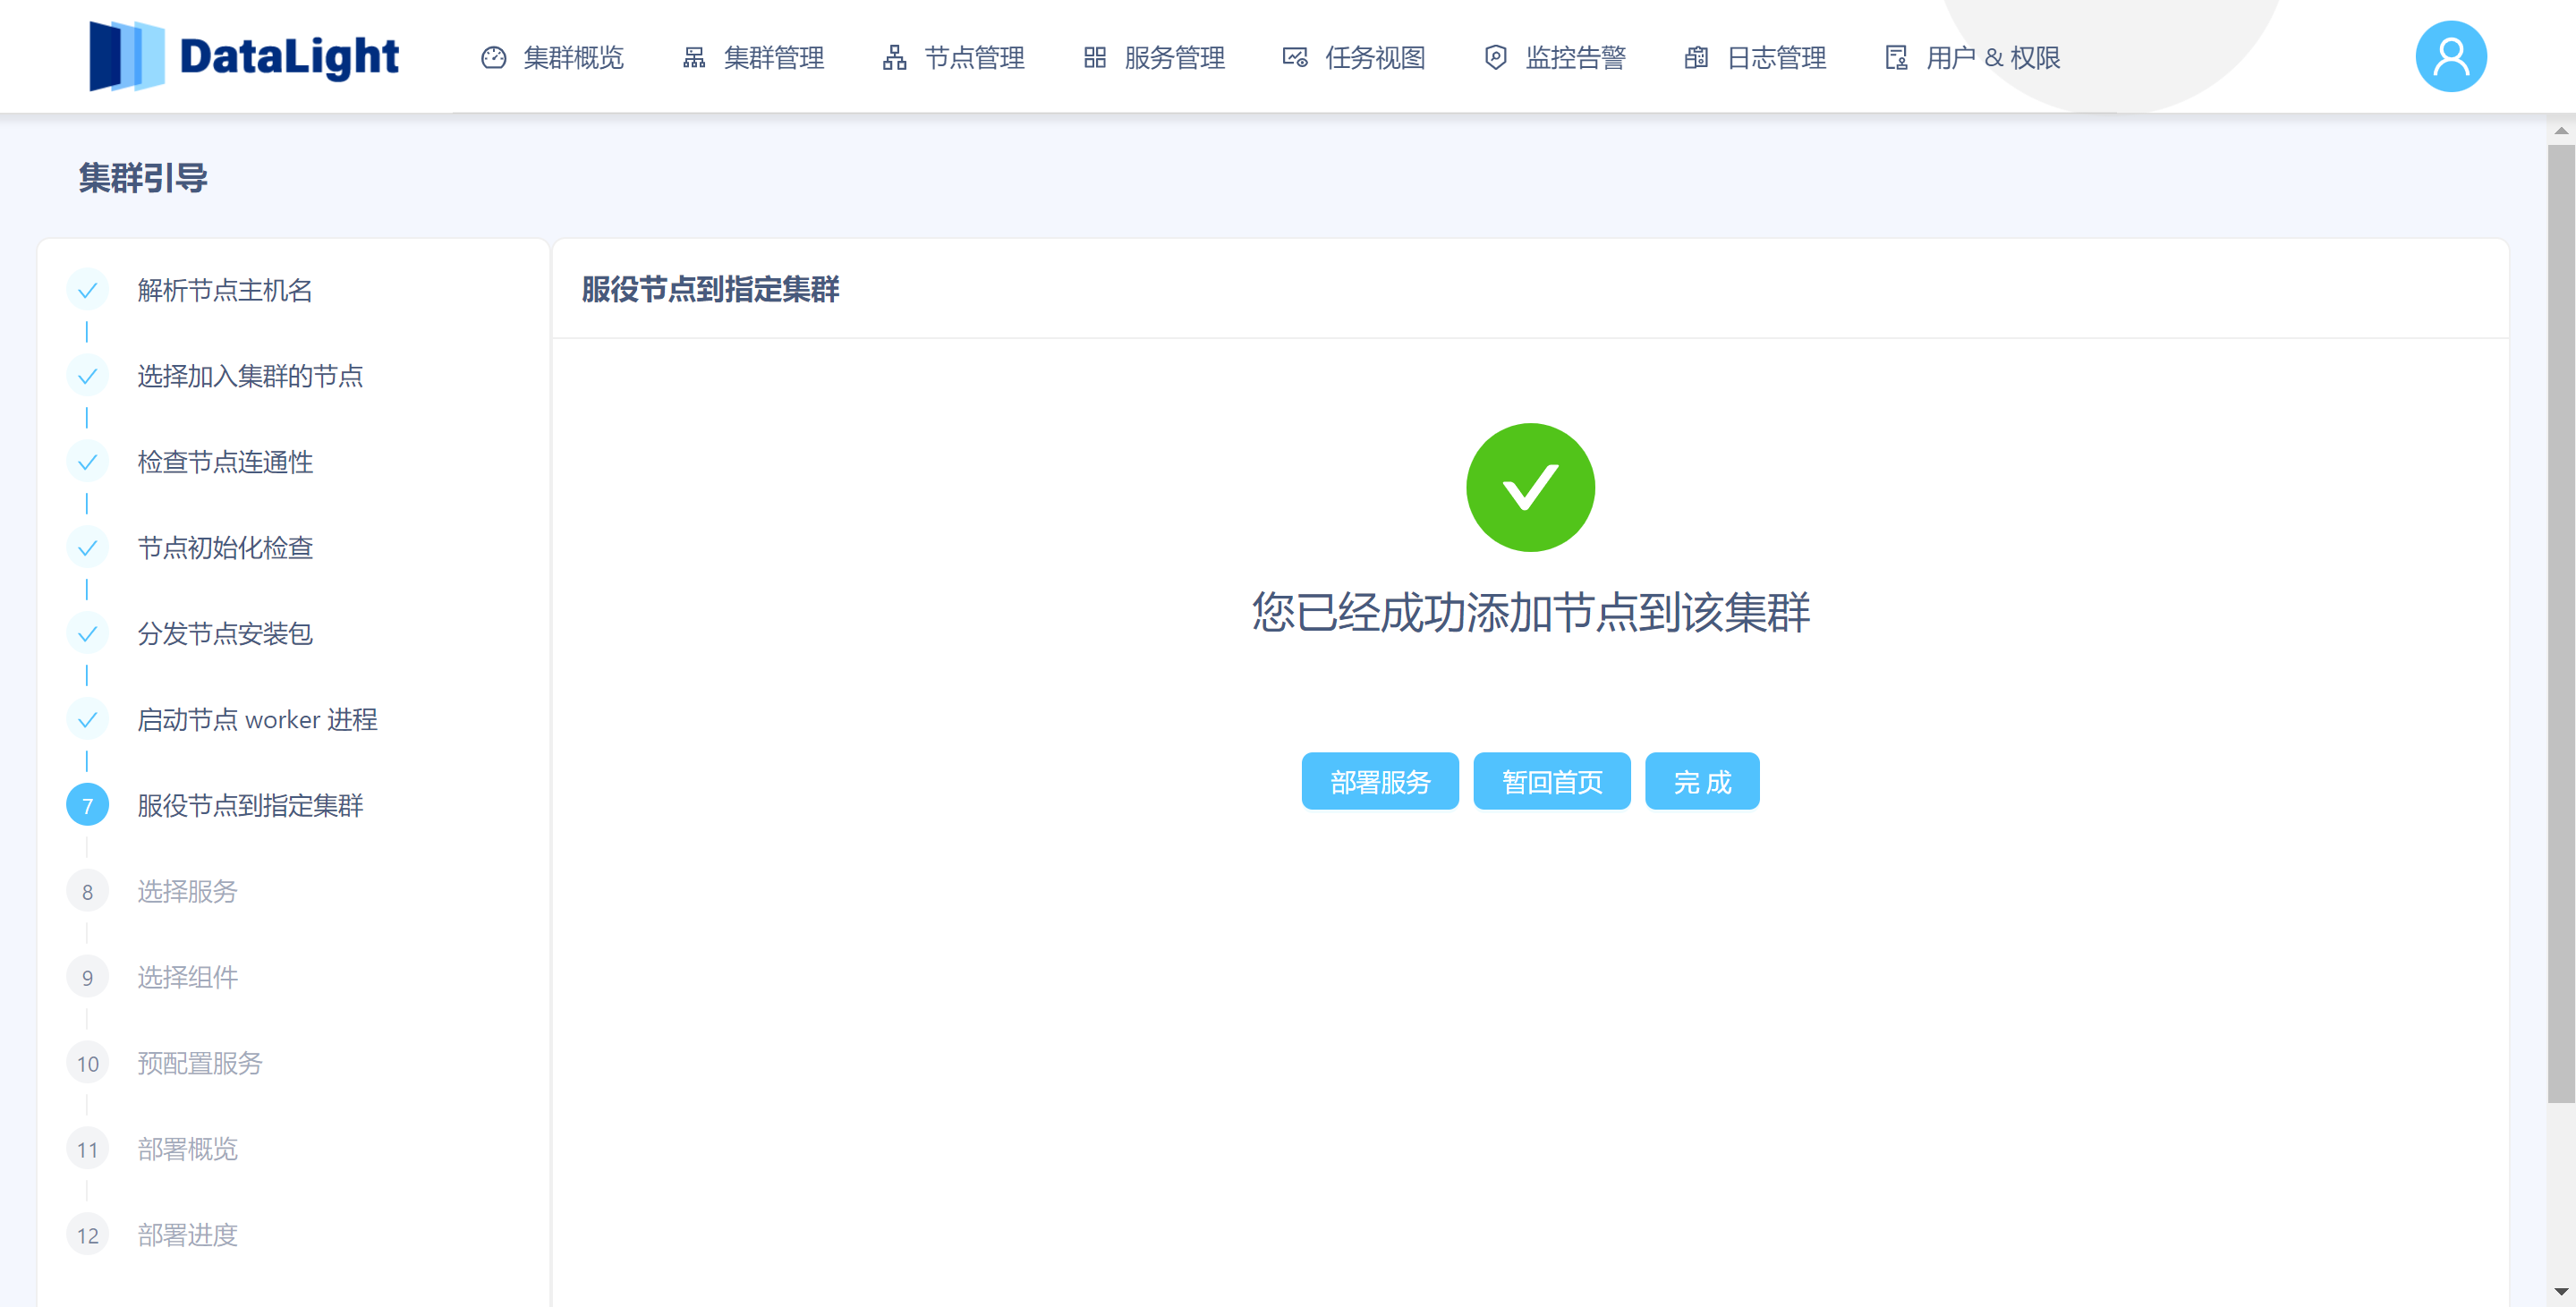 DataLight
集群概览
集群管理
节点管理
服务管理
任务视图
监控告警
日志管理
用户 & 权限
集群引导
解析节点主机名
选择加入集群的节点
检查节点连通性
节点初始化检查
分发节点安装包
启动节点 worker 进程
7 服役节点到指定集群
8 选择服务
9 选择组件
10 预配置服务
11 部署概览
12 部署进度
服役节点到指定集群
您已经成功添加节点到该集群
部署服务
暂回首页
完 成